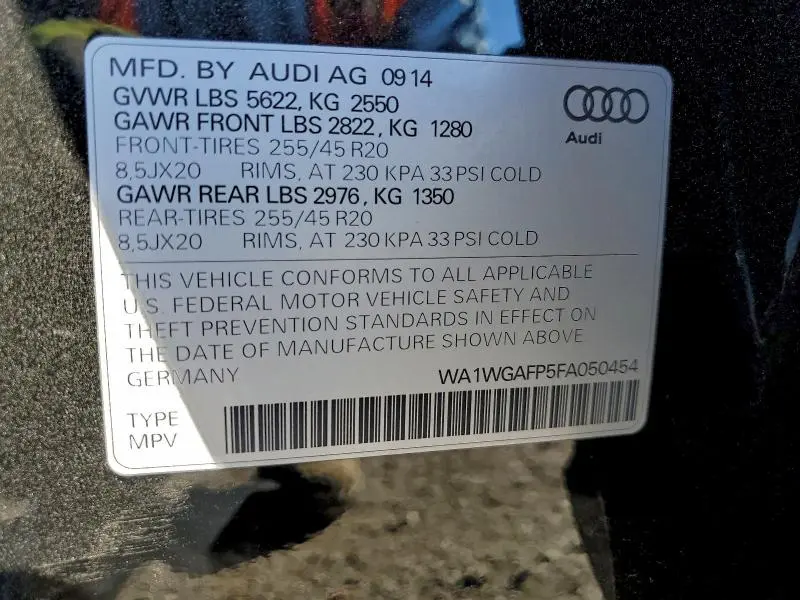 MFD. BY AUDI AG 0914
GVWR LBS 5622, KG 2550
GAWR FRONT LBS 2822, KG 1280
FRONT-TIRES 255/45 R20
8,5JX20 RIMS, AT 230 KPA 33 PSI COLD
GAWR REAR LBS 2976, KG 1350
REAR-TIRES 255/45 R20
8,5JX20 RIMS, AT 230 KPA 33 PSI COLD
Audi
THIS VEHICLE CONFORMS TO ALL APPLICABLE
U.S. FEDERAL MOTOR VEHICLE SAFETY AND
THEFT PREVENTION STANDARDS IN EFFECT ON
THE DATE OF MANUFACTURE SHOWN ABOVE.
GERMANY WA1WGAFP5FA050454
TYPE
MPV